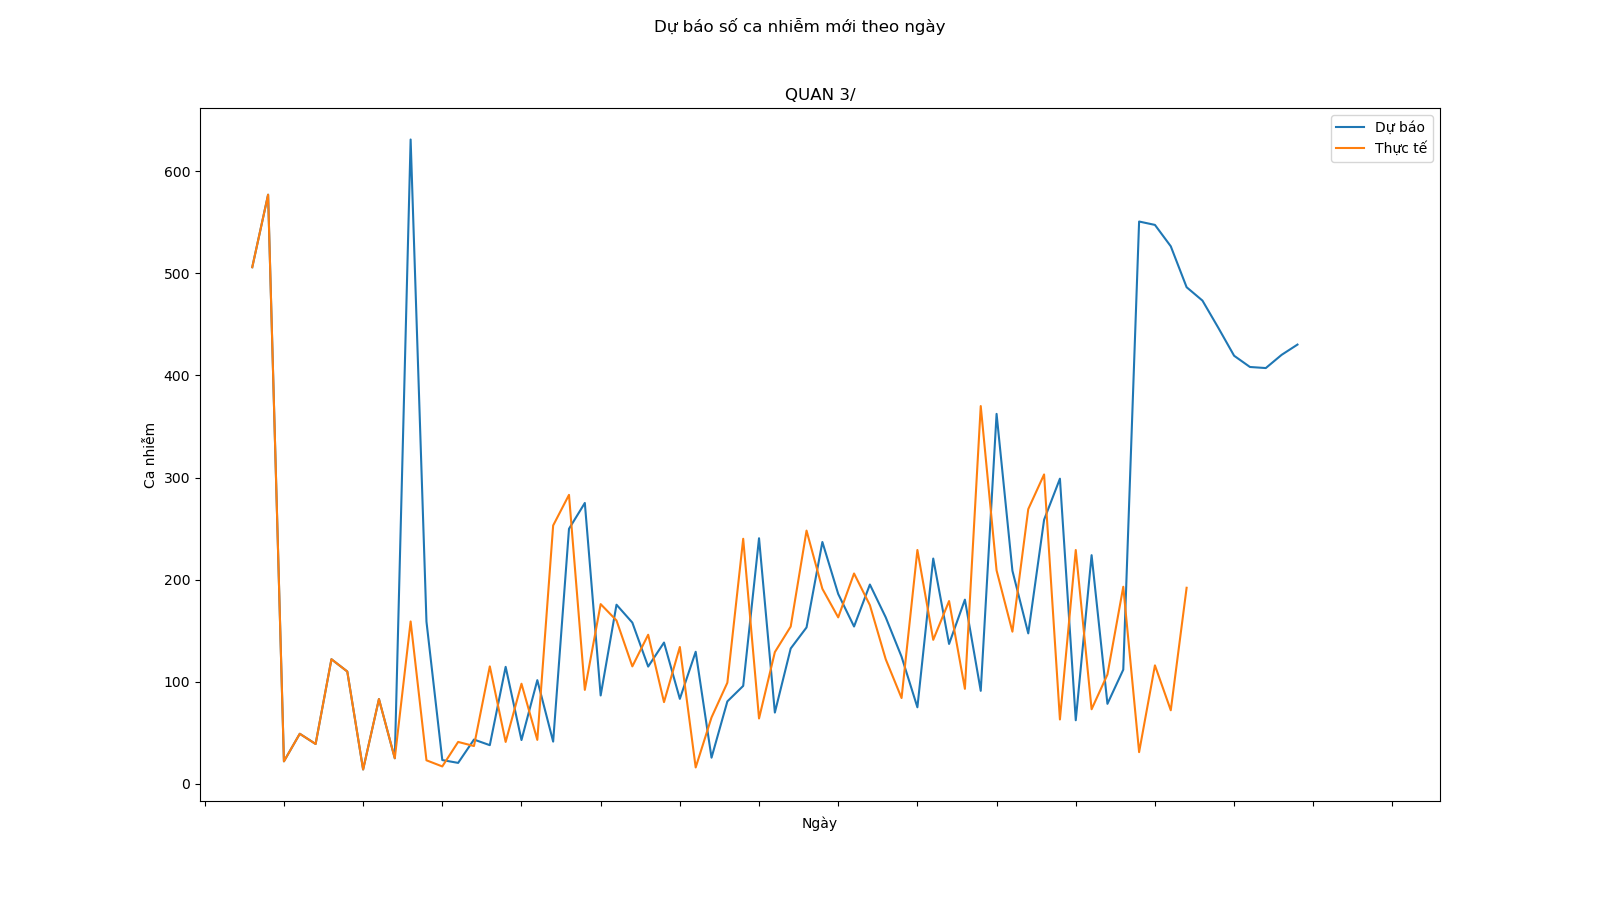 Dự báo số ca nhiễm mới theo ngày
QUAN 3/
Dự báo
Thực tế
600
500
400
300
200
100
0
Ca nhiễm
Ngày